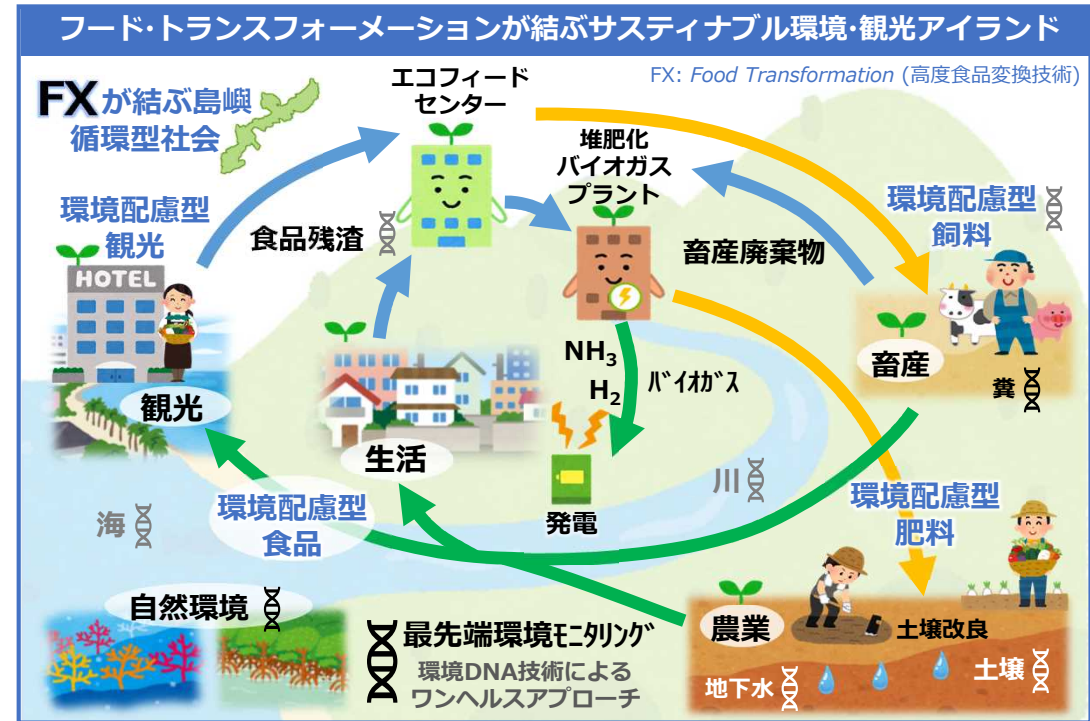 フード･トランスフォーメーションが結ぶサスティナブル環境･観光アイランド
FX: Food Transformation (高度食品変換技術)
FXが結ぶ島嶼
循環型社会
エコフィード
センター
堆肥化
バイオガス
プラント
環境配慮型
観光
食品残渣
畜産廃棄物
環境配慮型
飼料
HOTEL
観光
生活
NH3
H2
ﾊﾞｲｵｶﾞｽ
発電
畜産
糞
川
海
環境配慮型
食品
環境配慮型
肥料
自然環境
最先端環境ﾓﾆﾀﾘﾝｸﾞ
環境DNA技術による
ワンヘルスアプローチ
農業
土壌改良
地下水
土壌